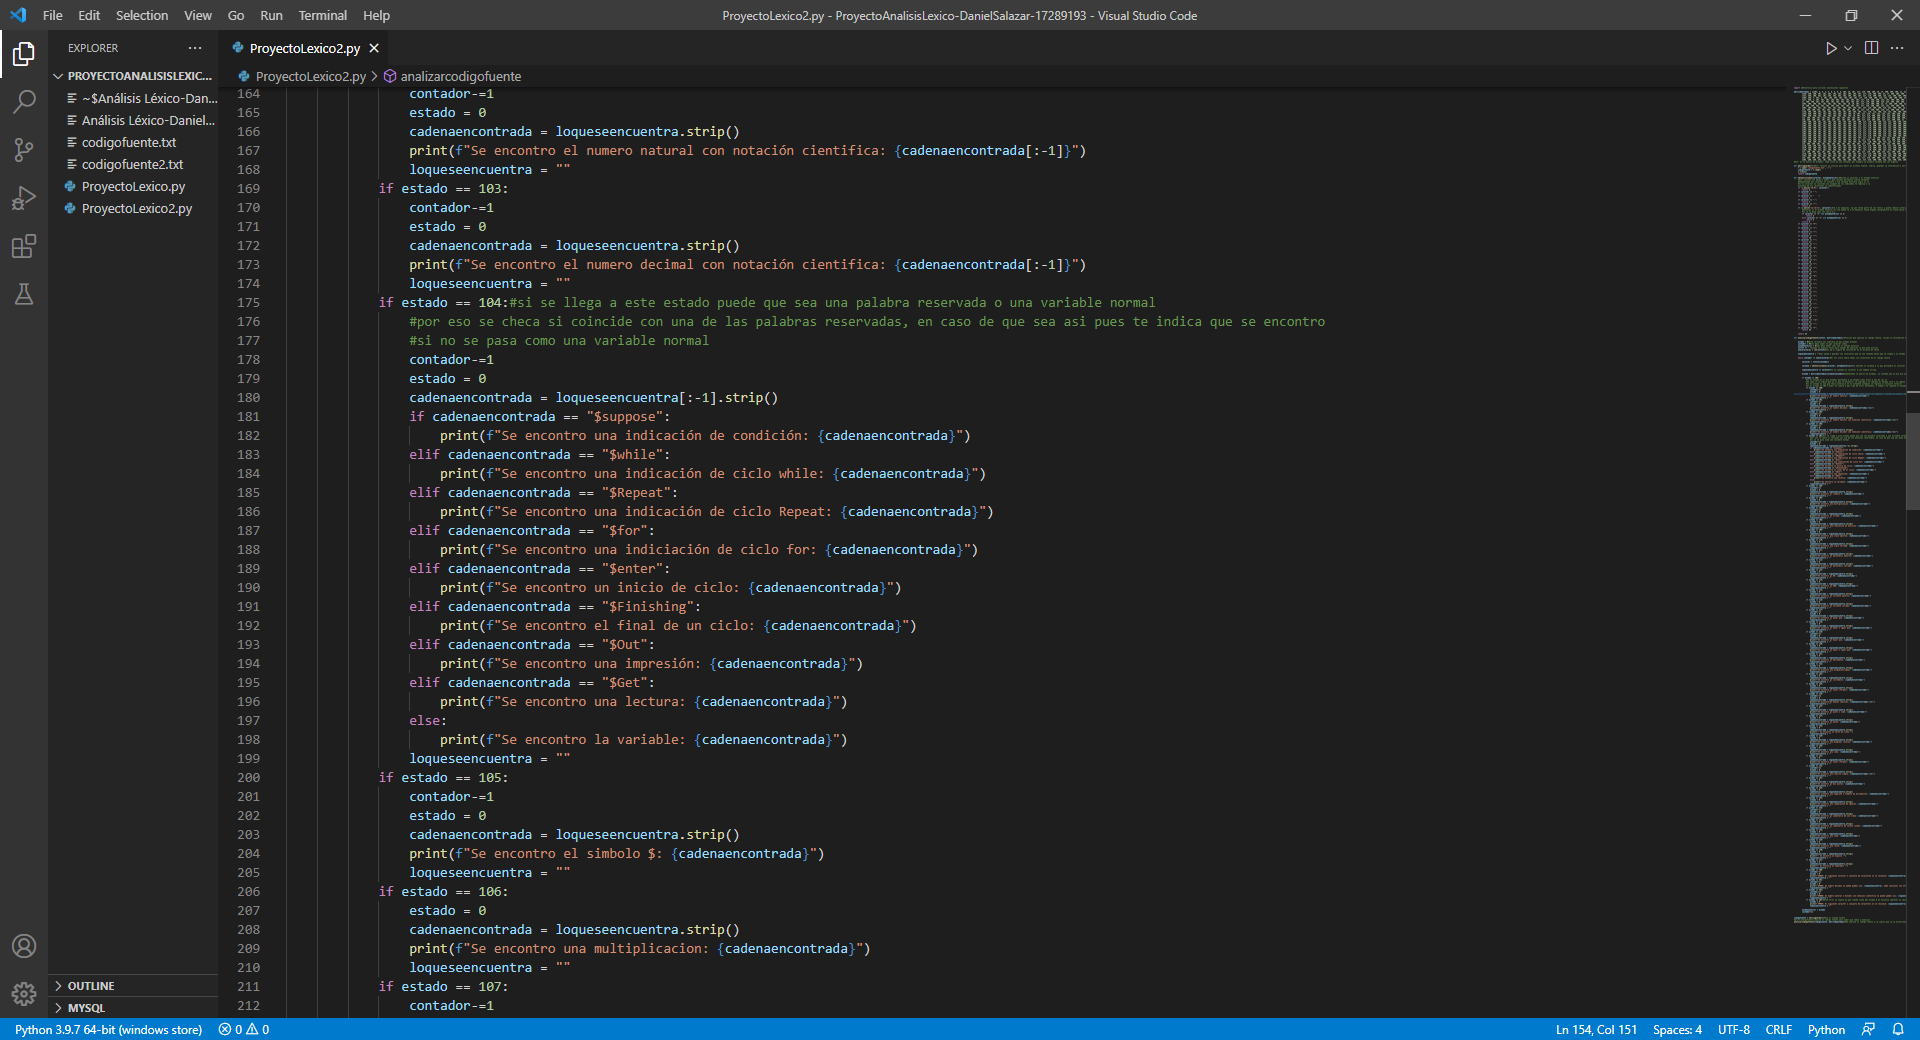 File Edit Selection View Go Run Terminal Help
ProyectoLexico2.py - ProyectoAnalisisLexico-DanielSalazar-17289193 - Visual Studio Code
EXPLORER
PROYECTOANALISISLEXIC...
~$Análisis Léxico-Dan...
Análisis Léxico-Daniel...
codigofuente.txt
codigofuente2.txt
ProyectoLexico.py
ProyectoLexico2.py
OUTLINE
MYSQL
ProyectoLexico2.py
ProyectoLexico2.py > analizarcodigofuente
164 contador-=1
165 estado = 0
166 cadenaencontrada = loqueseencuentra.strip()
167 print(f"Se encontro el numero natural con notación cientifica: {cadenaencontrada[:-1]}")
168 loqueseencuentra = ""
169 if estado == 103:
170 contador-=1
171 estado = 0
172 cadenaencontrada = loqueseencuentra.strip()
173 print(f"Se encontro el numero decimal con notación cientifica: {cadenaencontrada[:-1]}")
174 loqueseencuentra = ""
175 if estado == 104:#si se llega a este estado puede que sea una palabra reservada o una variable normal
176 #por eso se checa si coincide con una de las palabras reservadas, en caso de que sea asi pues te indica que se encontro
177 #si no se pasa como una variable normal
178 contador-=1
179 estado = 0
180 cadenaencontrada = loqueseencuentra[:-1].strip()
181 if cadenaencontrada == "$suppose":
182 print(f"Se encontro una indicación de condición: {cadenaencontrada}")
183 elif cadenaencontrada == "$while":
184 print(f"Se encontro una indicación de ciclo while: {cadenaencontrada}")
185 elif cadenaencontrada == "$Repeat":
186 print(f"Se encontro una indicación de ciclo Repeat: {cadenaencontrada}")
187 elif cadenaencontrada == "$for":
188 print(f"Se encontro una indiciación de ciclo for: {cadenaencontrada}")
189 elif cadenaencontrada == "$enter":
190 print(f"Se encontro un inicio de ciclo: {cadenaencontrada}")
191 elif cadenaencontrada == "$Finishing":
192 print(f"Se encontro el final de un ciclo: {cadenaencontrada}")
193 elif cadenaencontrada == "$Out":
194 print(f"Se encontro una impresión: {cadenaencontrada}")
195 elif cadenaencontrada == "$Get":
196 print(f"Se encontro una lectura: {cadenaencontrada}")
197 else:
198 print(f"Se encontro la variable: {cadenaencontrada}")
199 loqueseencuentra = ""
200 if estado == 105:
201 contador-=1
202 estado = 0
203 cadenaencontrada = loqueseencuentra.strip()
204 print(f"Se encontro el simbolo $: {cadenaencontrada}")
205 loqueseencuentra = ""
206 if estado == 106:
207 estado = 0
208 cadenaencontrada = loqueseencuentra.strip()
209 print(f"Se encontro una multiplicacion: {cadenaencontrada}")
210 loqueseencuentra = ""
211 if estado == 107:
212 contador-=1
Python 3.9.7 64-bit (windows store) 0 0 Ln 154, Col 151 Spaces: 4 UTF-8 CRLF Python